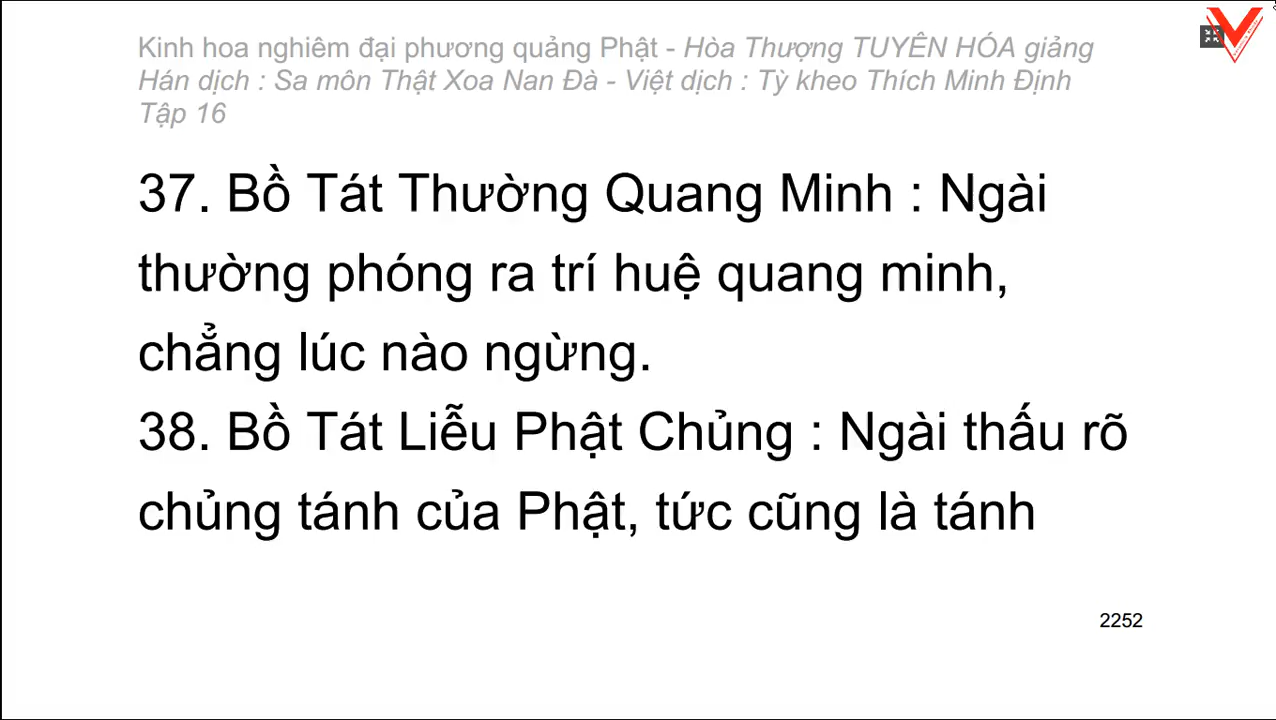 Kinh hoa nghiêm đại phương quảng Phật - Hòa Thượng TUYÊN HÓA giảng
Hán dịch : Sa môn Thật Xoa Nan Đà - Việt dịch : Tỳ kheo Thích Minh Định
Tập 16
37. Bồ Tát Thường Quang Minh : Ngài
thường phóng ra trí huệ quang minh,
chẳng lúc nào ngừng.
38. Bồ Tát Liễu Phật Chủng : Ngài thấu rõ
chủng tánh của Phật, tức cũng là tánh
2252